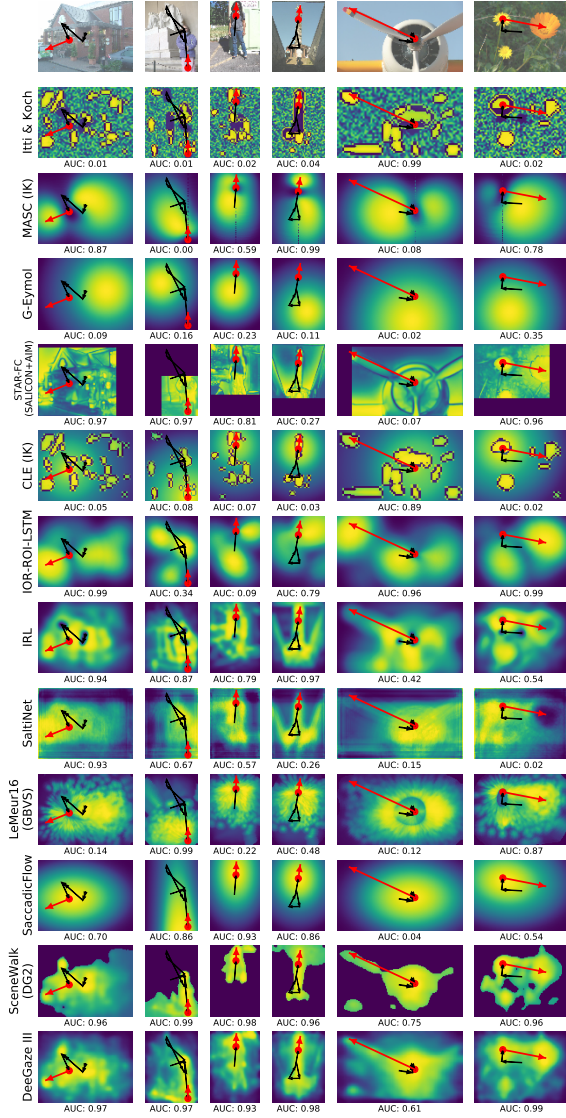 Itti & Koch
AUC: 0.01 AUC: 0.01 AUC: 0.02 AUC: 0.04 AUC: 0.99 AUC: 0.02
MASC (IK)
AUC: 0.87 AUC: 0.00 AUC: 0.59 AUC: 0.99 AUC: 0.08 AUC: 0.78
G-Eymol
AUC: 0.09 AUC: 0.16 AUC: 0.23 AUC: 0.11 AUC: 0.02 AUC: 0.35
STAR-FC
(SALICON+AIM)
AUC: 0.97 AUC: 0.97 AUC: 0.81 AUC: 0.27 AUC: 0.07 AUC: 0.96
CLE (IK)
AUC: 0.05 AUC: 0.08 AUC: 0.07 AUC: 0.03 AUC: 0.89 AUC: 0.02
IOR-ROI-LSTM
AUC: 0.99 AUC: 0.34 AUC: 0.09 AUC: 0.79 AUC: 0.96 AUC: 0.99
IRL
AUC: 0.94 AUC: 0.87 AUC: 0.79 AUC: 0.97 AUC: 0.42 AUC: 0.54
SaltiNet
AUC: 0.93 AUC: 0.67 AUC: 0.57 AUC: 0.26 AUC: 0.15 AUC: 0.02
LeMeur16
(GBVS)
AUC: 0.14 AUC: 0.99 AUC: 0.22 AUC: 0.48 AUC: 0.12 AUC: 0.87
SaccadicFlow
AUC: 0.70 AUC: 0.86 AUC: 0.93 AUC: 0.86 AUC: 0.04 AUC: 0.54
SceneWalk
(DG2)
AUC: 0.96 AUC: 0.99 AUC: 0.98 AUC: 0.96 AUC: 0.75 AUC: 0.96
DeeGaze III
AUC: 0.97 AUC: 0.97 AUC: 0.93 AUC: 0.98 AUC: 0.61 AUC: 0.99